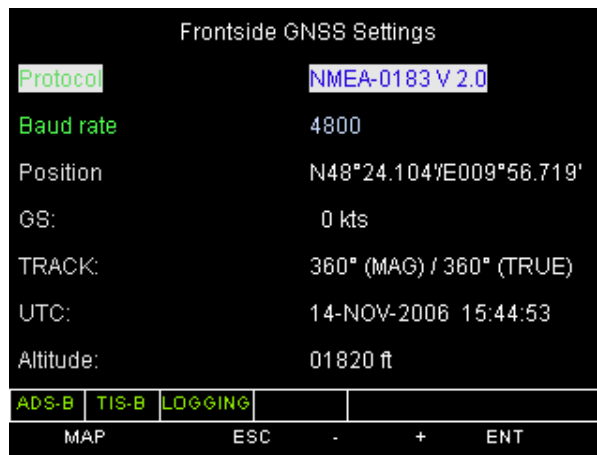 Frontside GNSS Settings
Protocol NMEA-0183 V 2.0
Baud rate 4800
Position N48°24.104'/E009°56.719'
GS: 0 kts
TRACK: 360° (MAG) / 360° (TRUE)
UTC: 14-NOV-2006 15:44:53
Altitude: 01820 ft
ADS-B TIS-B LOGGING
MAP ESC - + ENT